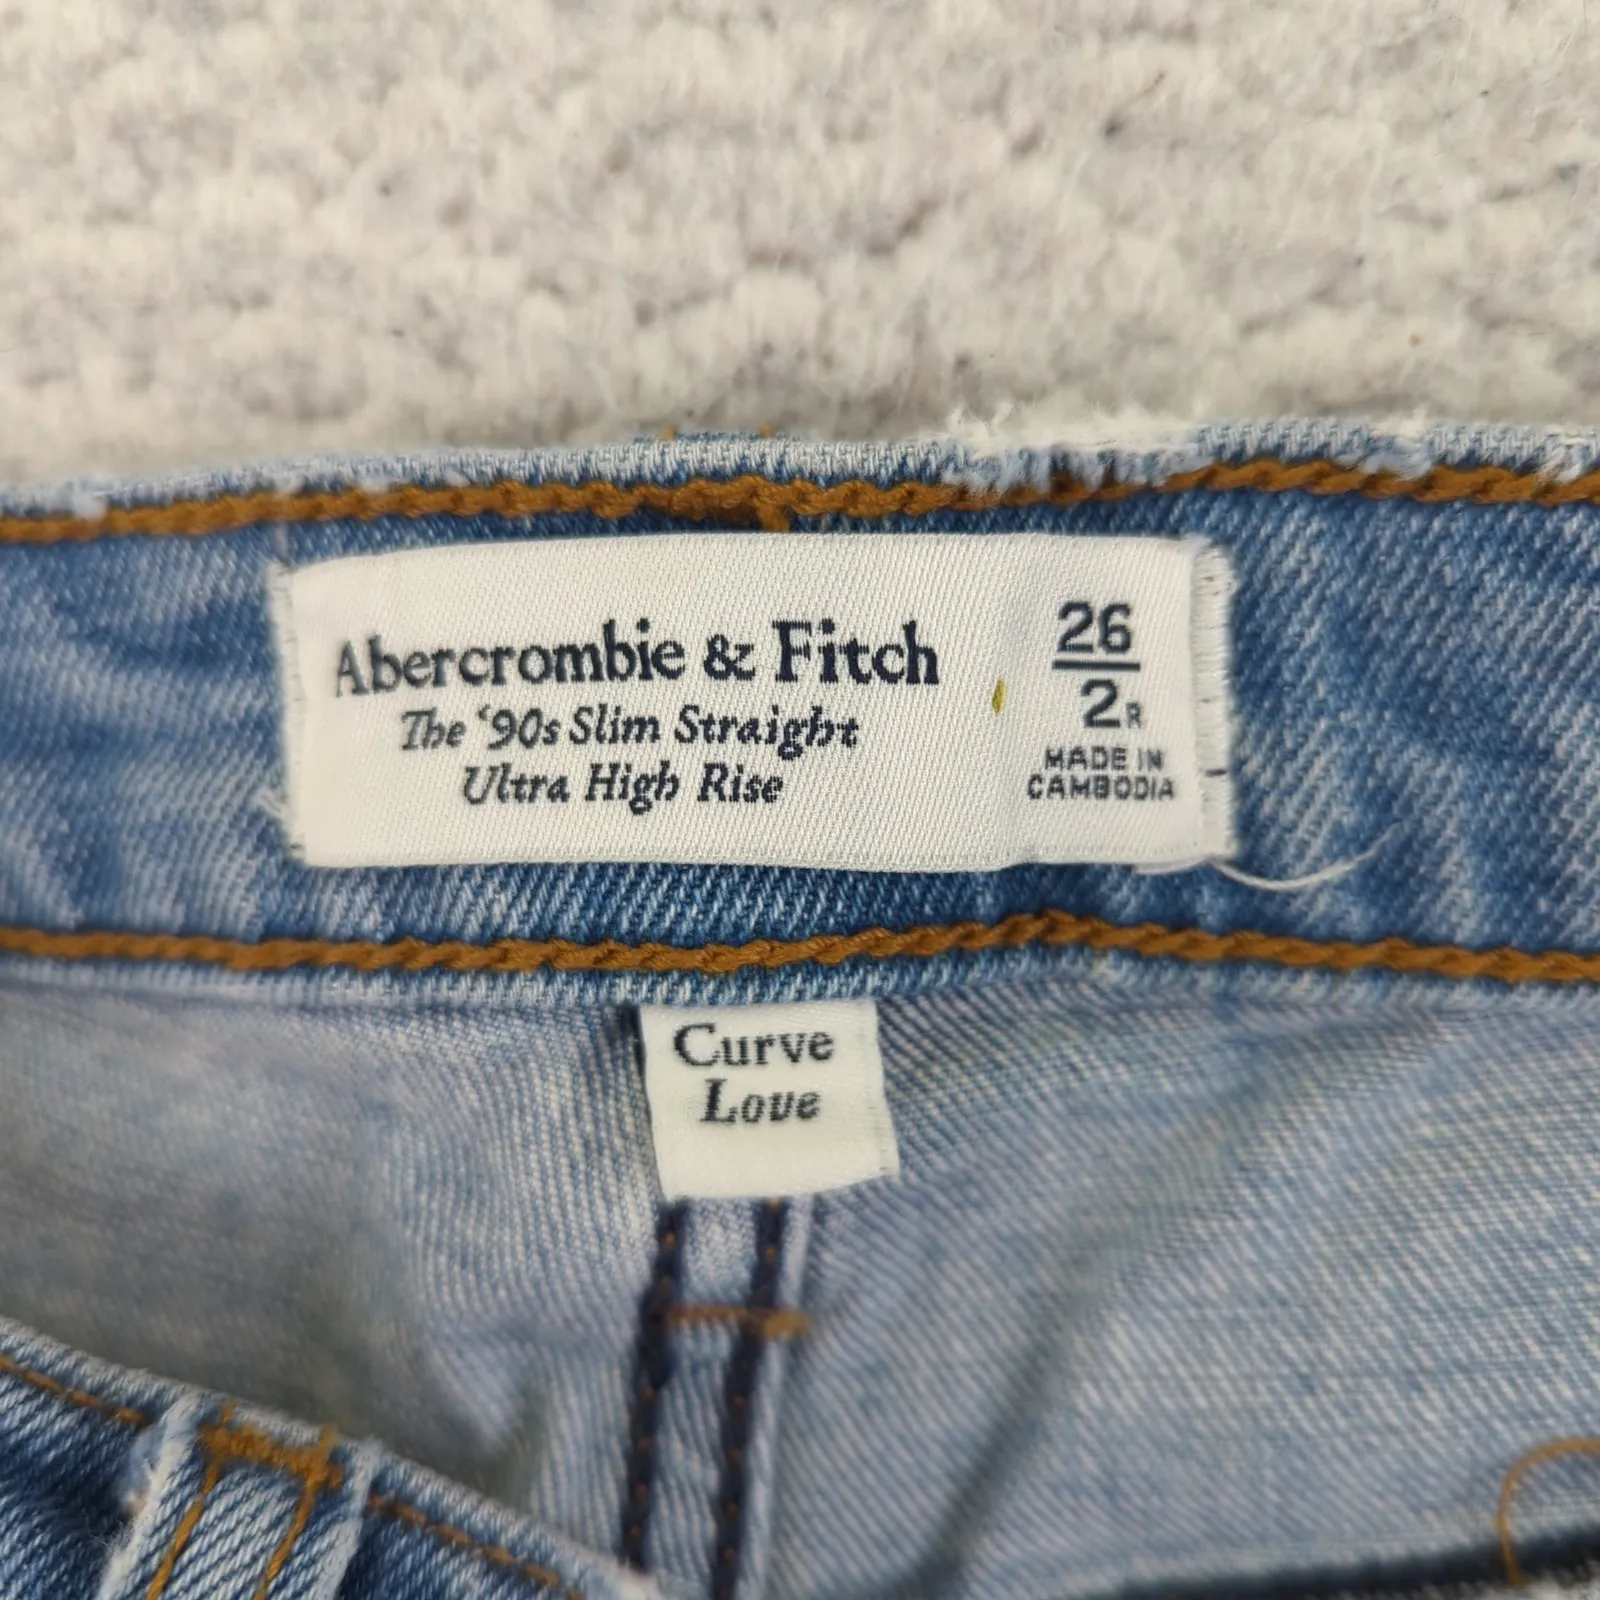 Abercrombie & Fitch
The ‘90s Slim Straight
Ultra High Rise
26
2R
MADE IN
CAMBODIA
Curve
Love